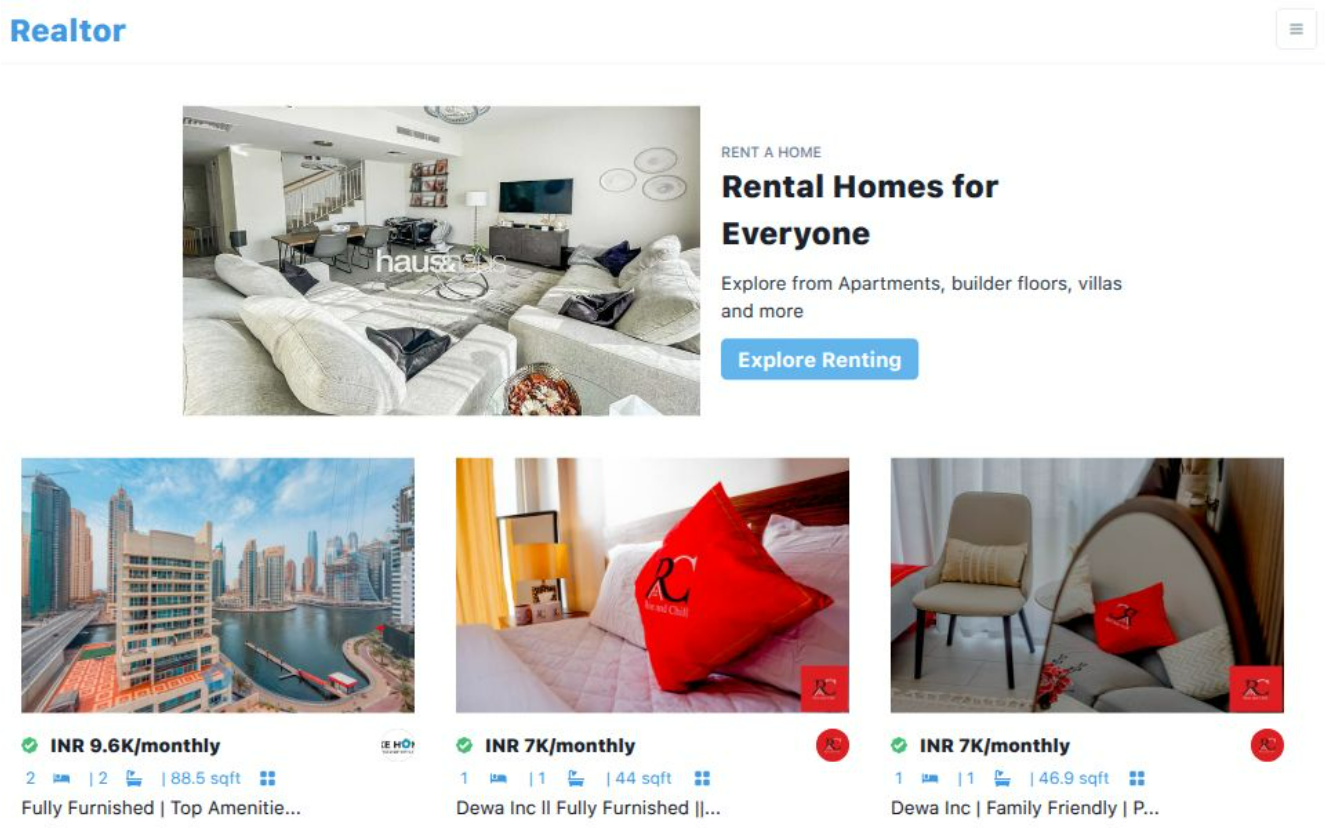 Realtor
haus&
RENT A HOME
Rental Homes for
Everyone
Explore from Apartments, builder floors, villas
and more
Explore Renting
RC
and Chill
RC
RC
INR 9.6K/monthly
INR 7K/monthly
INR 7K/monthly
2 | 2 | 88.5 sqft
1 | 1 | 44 sqft
1 | 1 | 46.9 sqft
Fully Furnished | Top Amenitie...
Dewa Inc ll Fully Furnished ||...
Dewa Inc | Family Friendly | P...